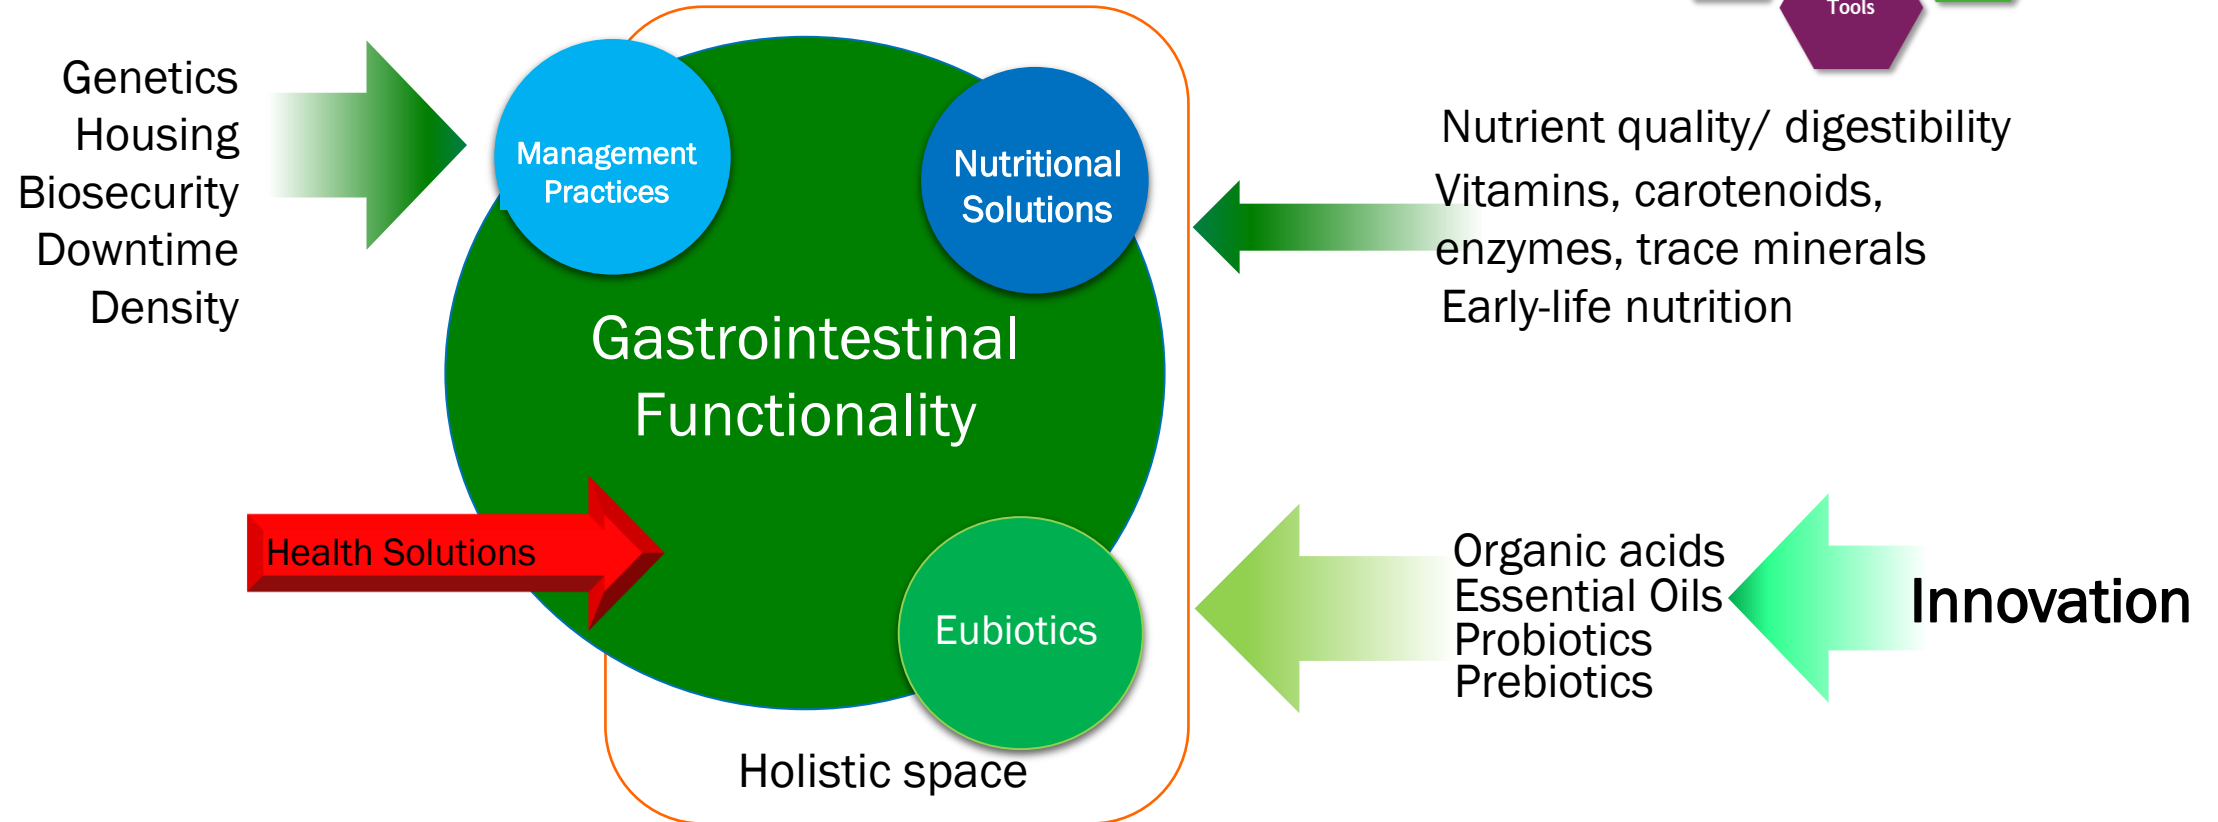 Tools
Genetics
Housing
Biosecurity
Downtime
Density
Management
Practices
Nutritional
Solutions
Nutrient quality/ digestibility
Vitamins, carotenoids,
enzymes, trace minerals
Early-life nutrition
Gastrointestinal
Functionality
Health Solutions
Eubiotics
Organic acids
Essential Oils
Probiotics
Prebiotics
Innovation
Holistic space